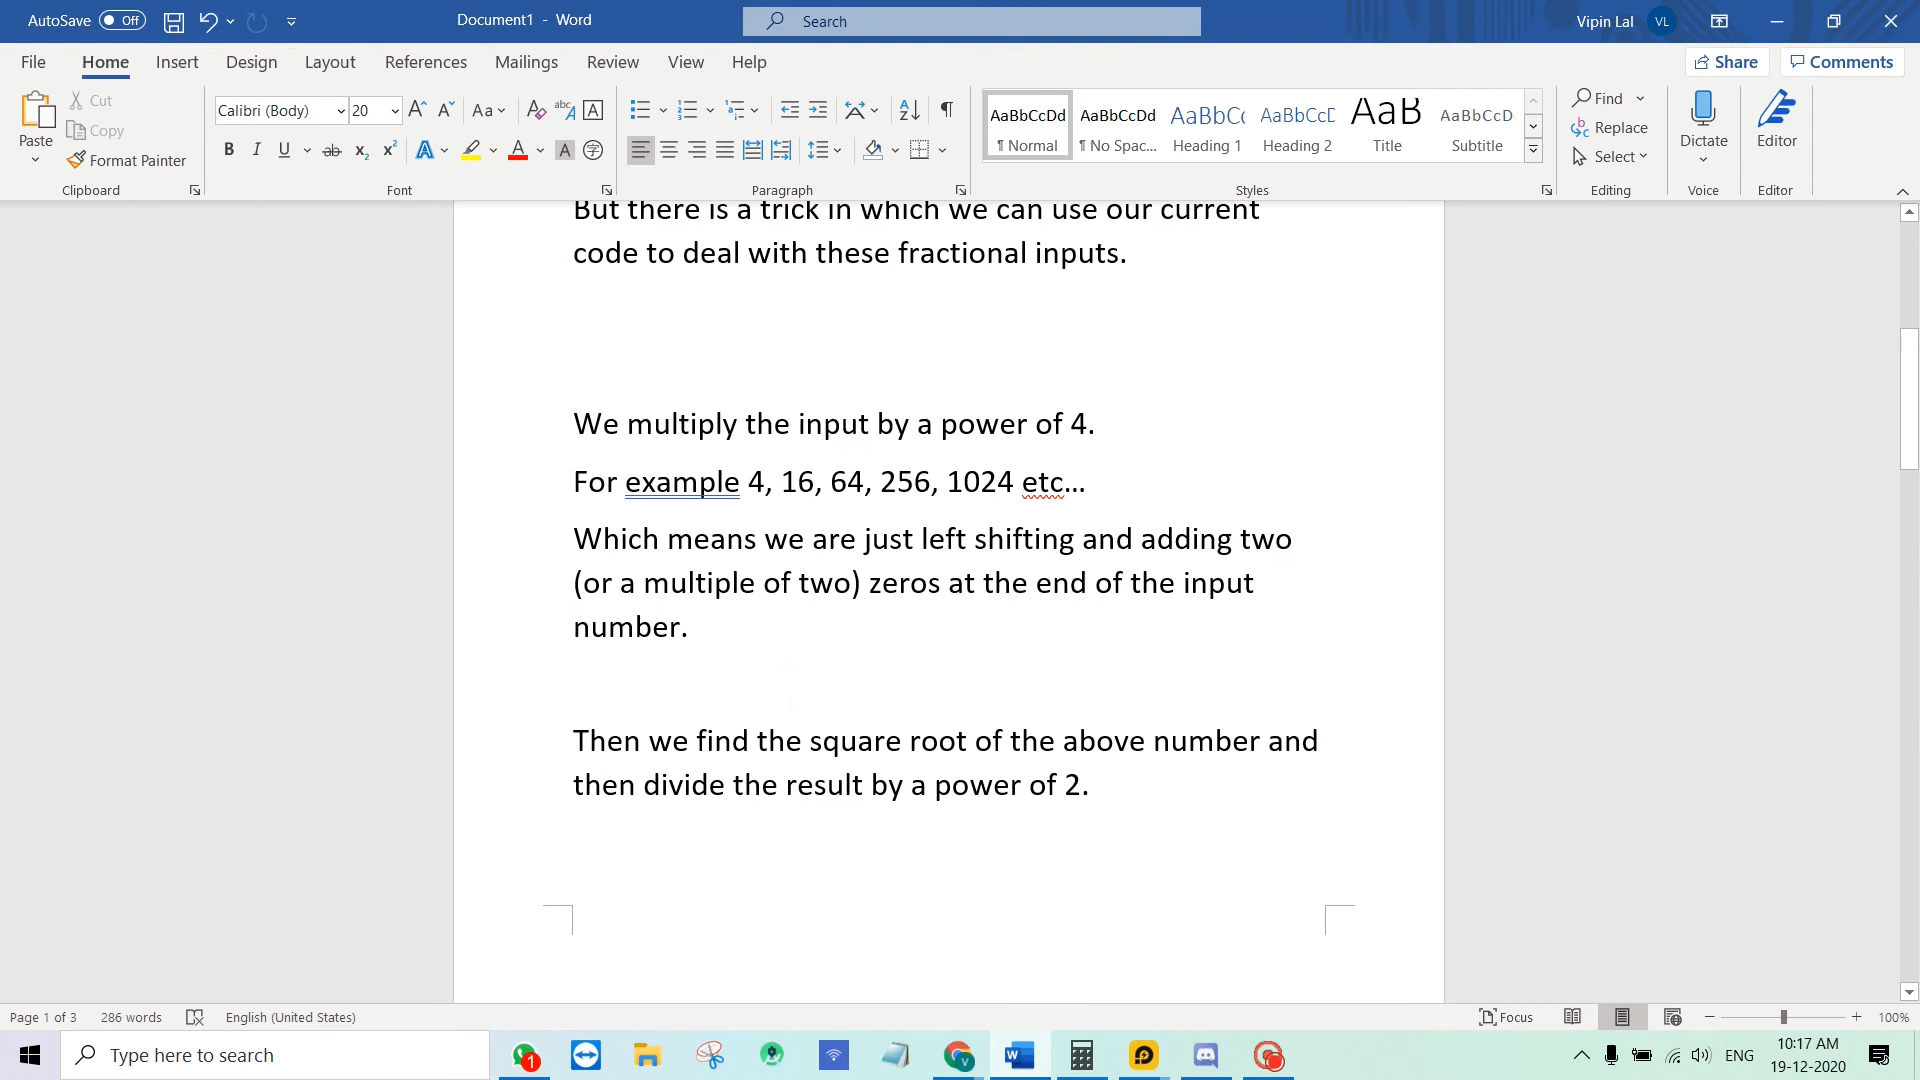 AutoSave Off
Document1 - Word
Search
Vipin Lal VL
File Home Insert Design Layout References Mailings Review View Help
Share Comments
Paste
Cut
Copy
Format Painter
Clipboard
Calibri (Body) 20
Font
Paragraph
AaBbCcDd AaBbCcDd AaBbCc AaBbCcD AaB AaBbCcD
¶ Normal ¶ No Spac... Heading 1 Heading 2 Title Subtitle
Styles
Find
Replace
Select
Editing
Dictate
Voice
Editor
Editor
But there is a trick in which we can use our current
code to deal with these fractional inputs.
We multiply the input by a power of 4.
For example 4, 16, 64, 256, 1024 etc...
Which means we are just left shifting and adding two
(or a multiple of two) zeros at the end of the input
number.
Then we find the square root of the above number and
then divide the result by a power of 2.
Page 1 of 3 286 words English (United States)
Focus 100%
Type here to search
1
ENG
10:17 AM
19-12-2020